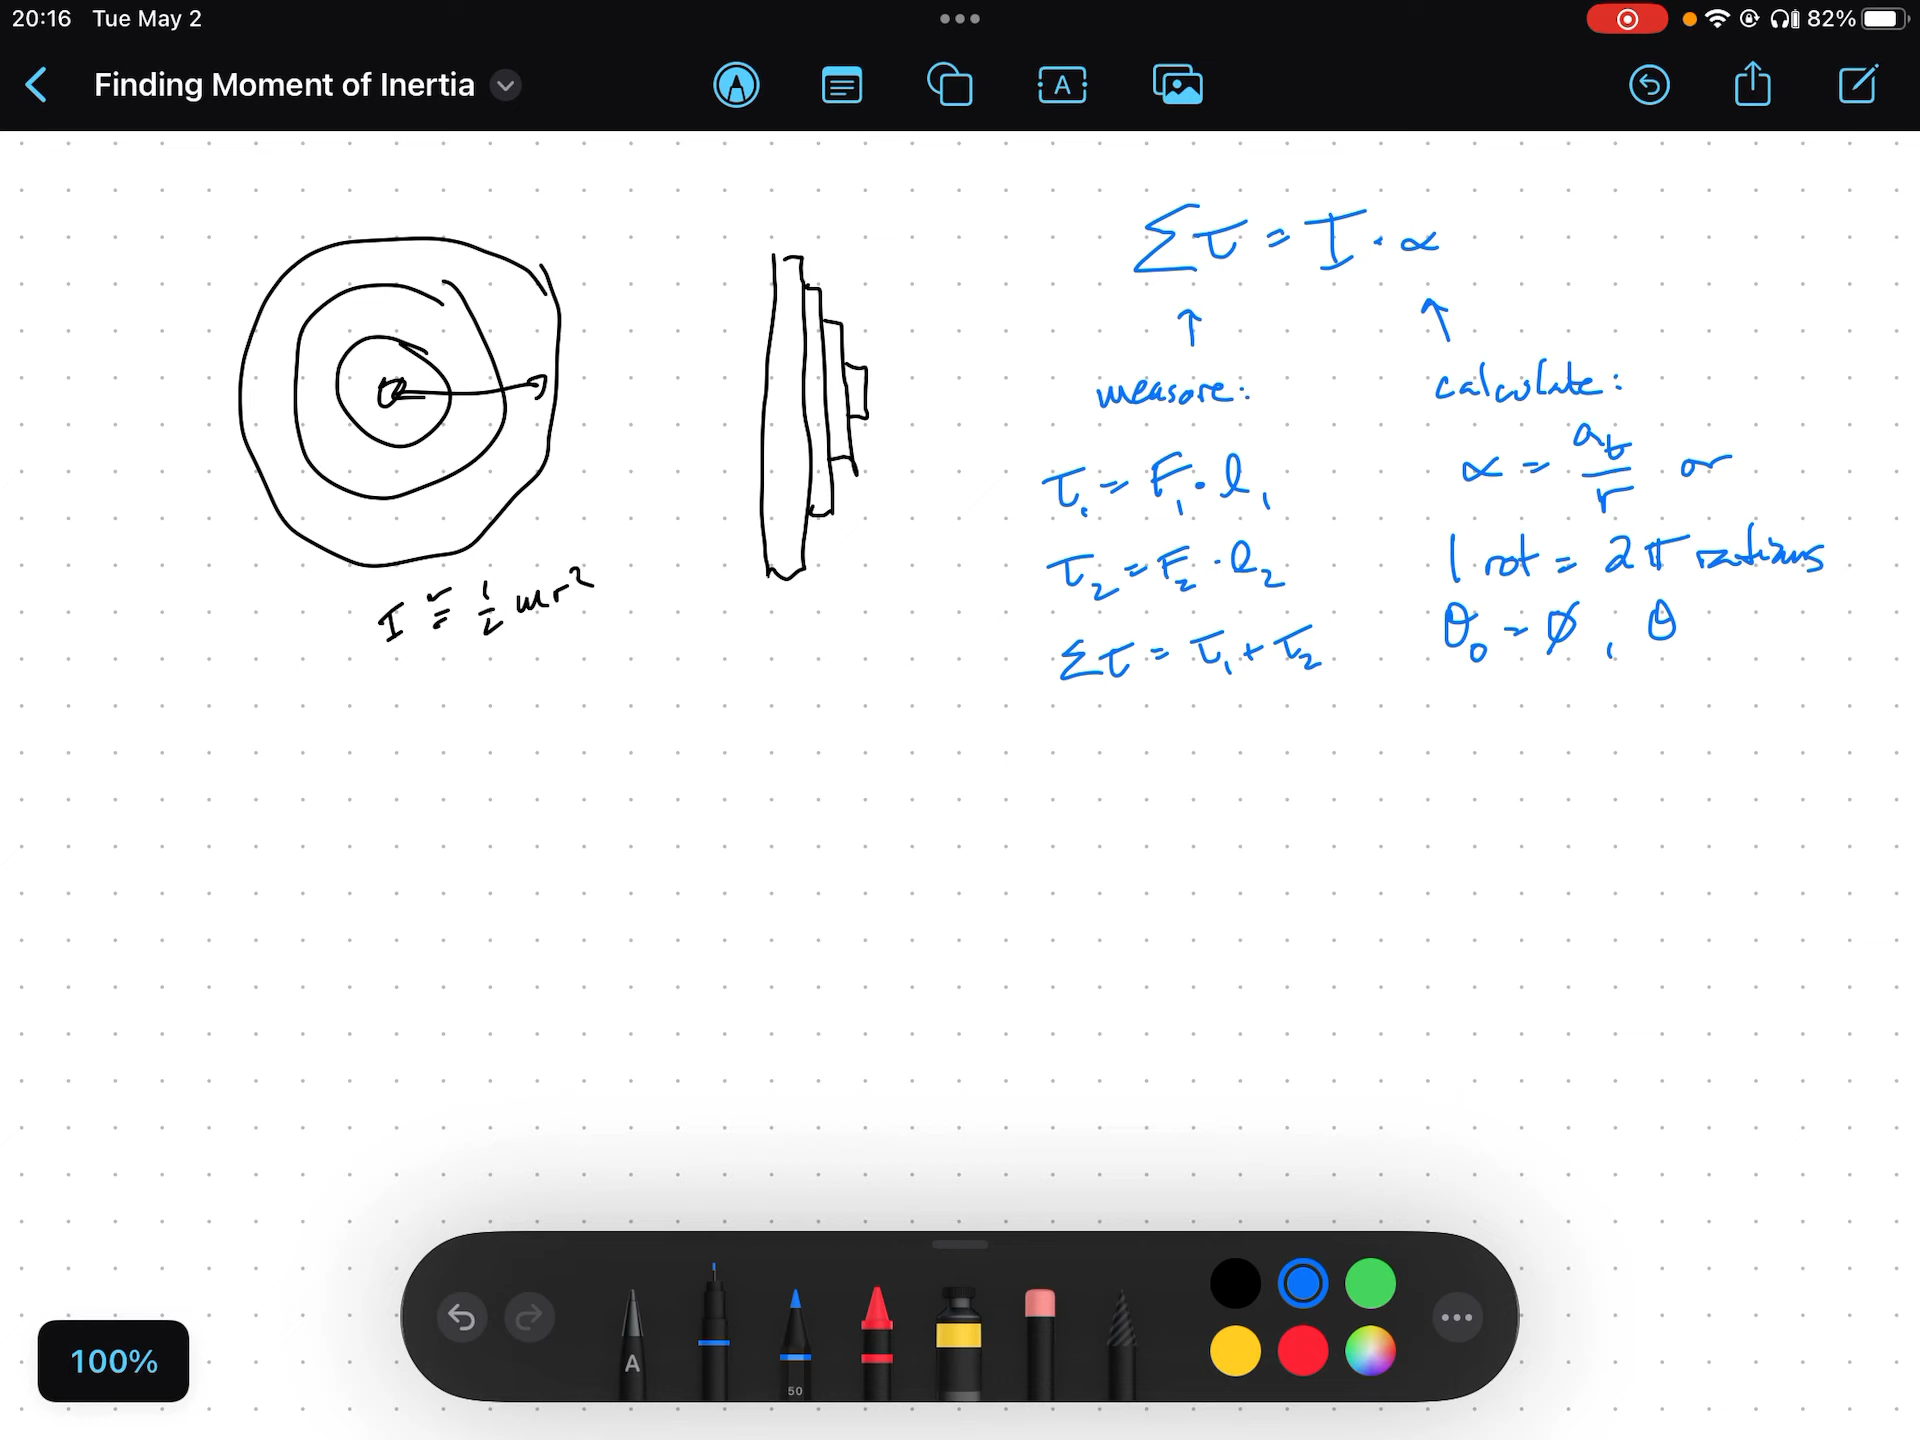 20:16 Tue May 2
82%
Finding Moment of Inertia
A
Στ = I · α
↑ ↑
measure:
τ₁ = F₁ · l₁
τ₂ = F₂ · l₂
Στ = τ₁ + τ₂
calculate:
α = aₜ/r or
1 rot = 2π radians
θ₀ = ∅, θ
I ≟ ½ mr²
100%
A
50